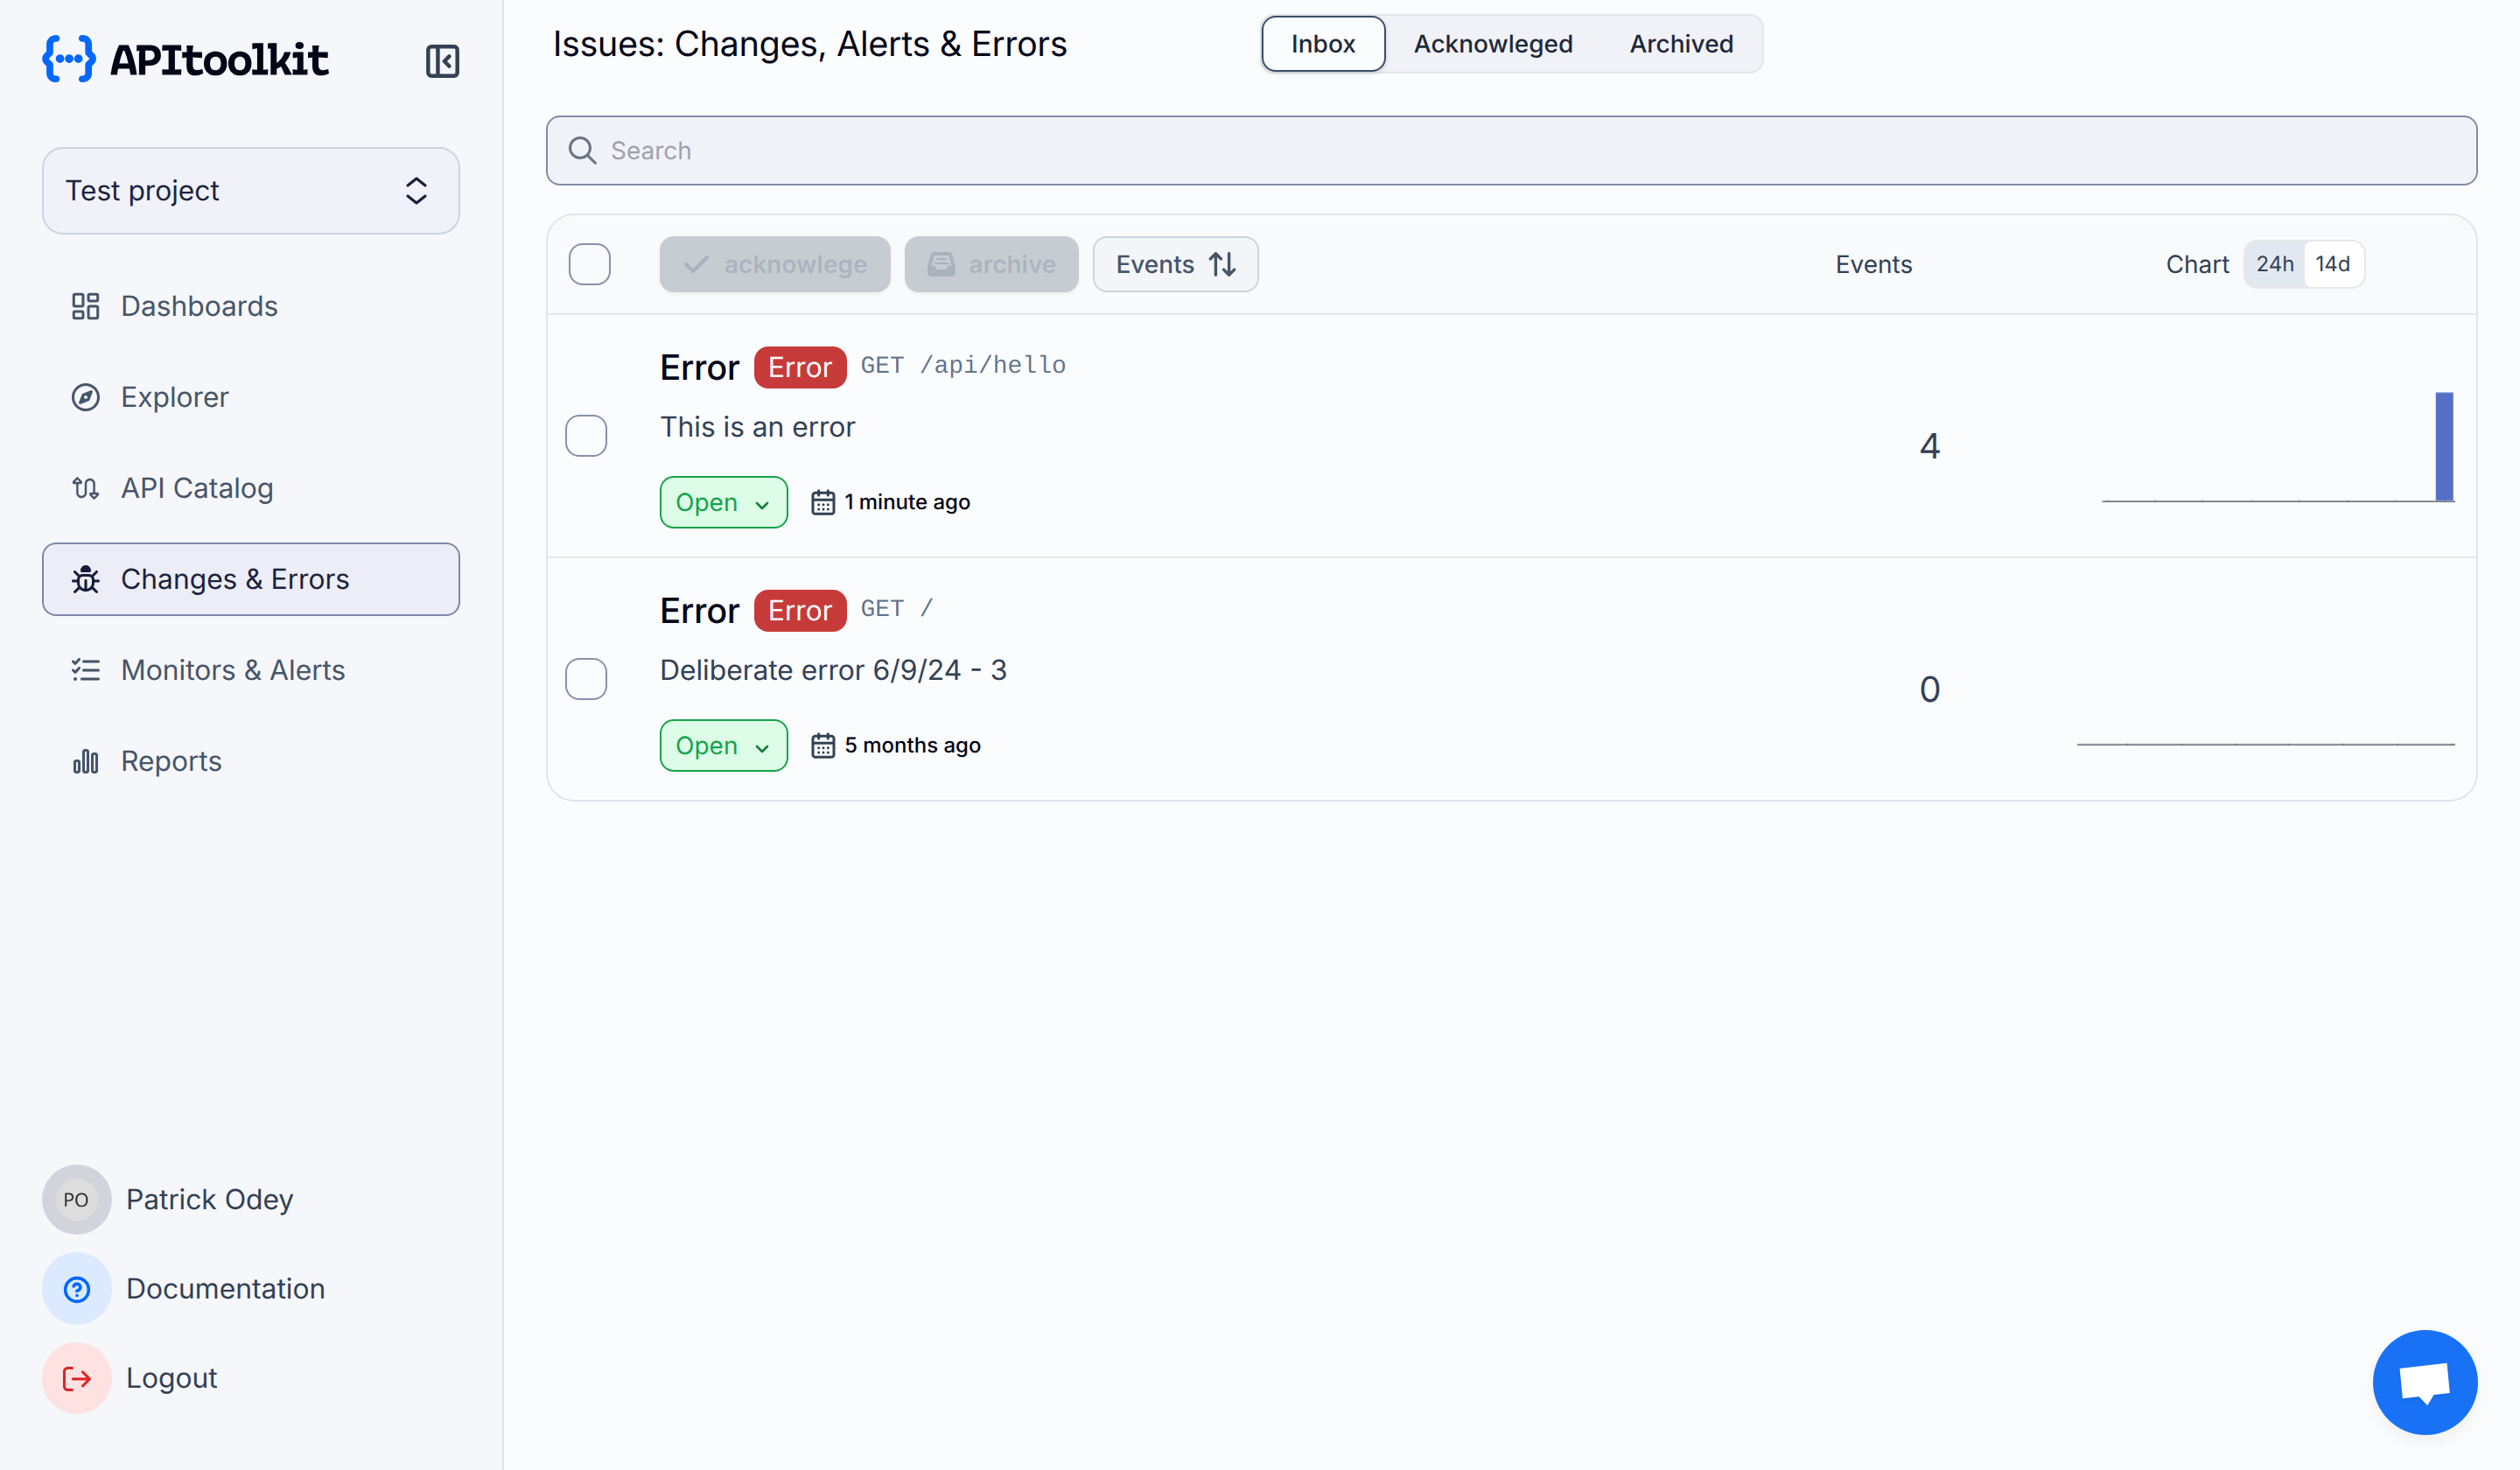 APItoolkit
Test project
Dashboards
Explorer
API Catalog
Changes & Errors
Monitors & Alerts
Reports
PO Patrick Odey
Documentation
Logout
Issues: Changes, Alerts & Errors
Inbox Acknowleged Archived
Search
acknowlege archive Events Events Chart 24h 14d
Error Error GET /api/hello
This is an error
4
Open 1 minute ago
Error Error GET /
Deliberate error 6/9/24 - 3
0
Open 5 months ago